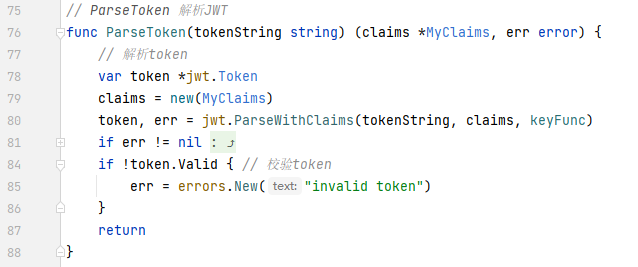 75 // ParseToken 解析JWT
76 func ParseToken(tokenString string) (claims *MyClaims, err error) {
77 // 解析token
78 var token *jwt.Token
79 claims = new(MyClaims)
80 token, err = jwt.ParseWithClaims(tokenString, claims, keyFunc)
81 if err != nil : ⤴
84 if !token.Valid { // 校验token
85 err = errors.New( text: "invalid token")
86 }
87 return
88 }